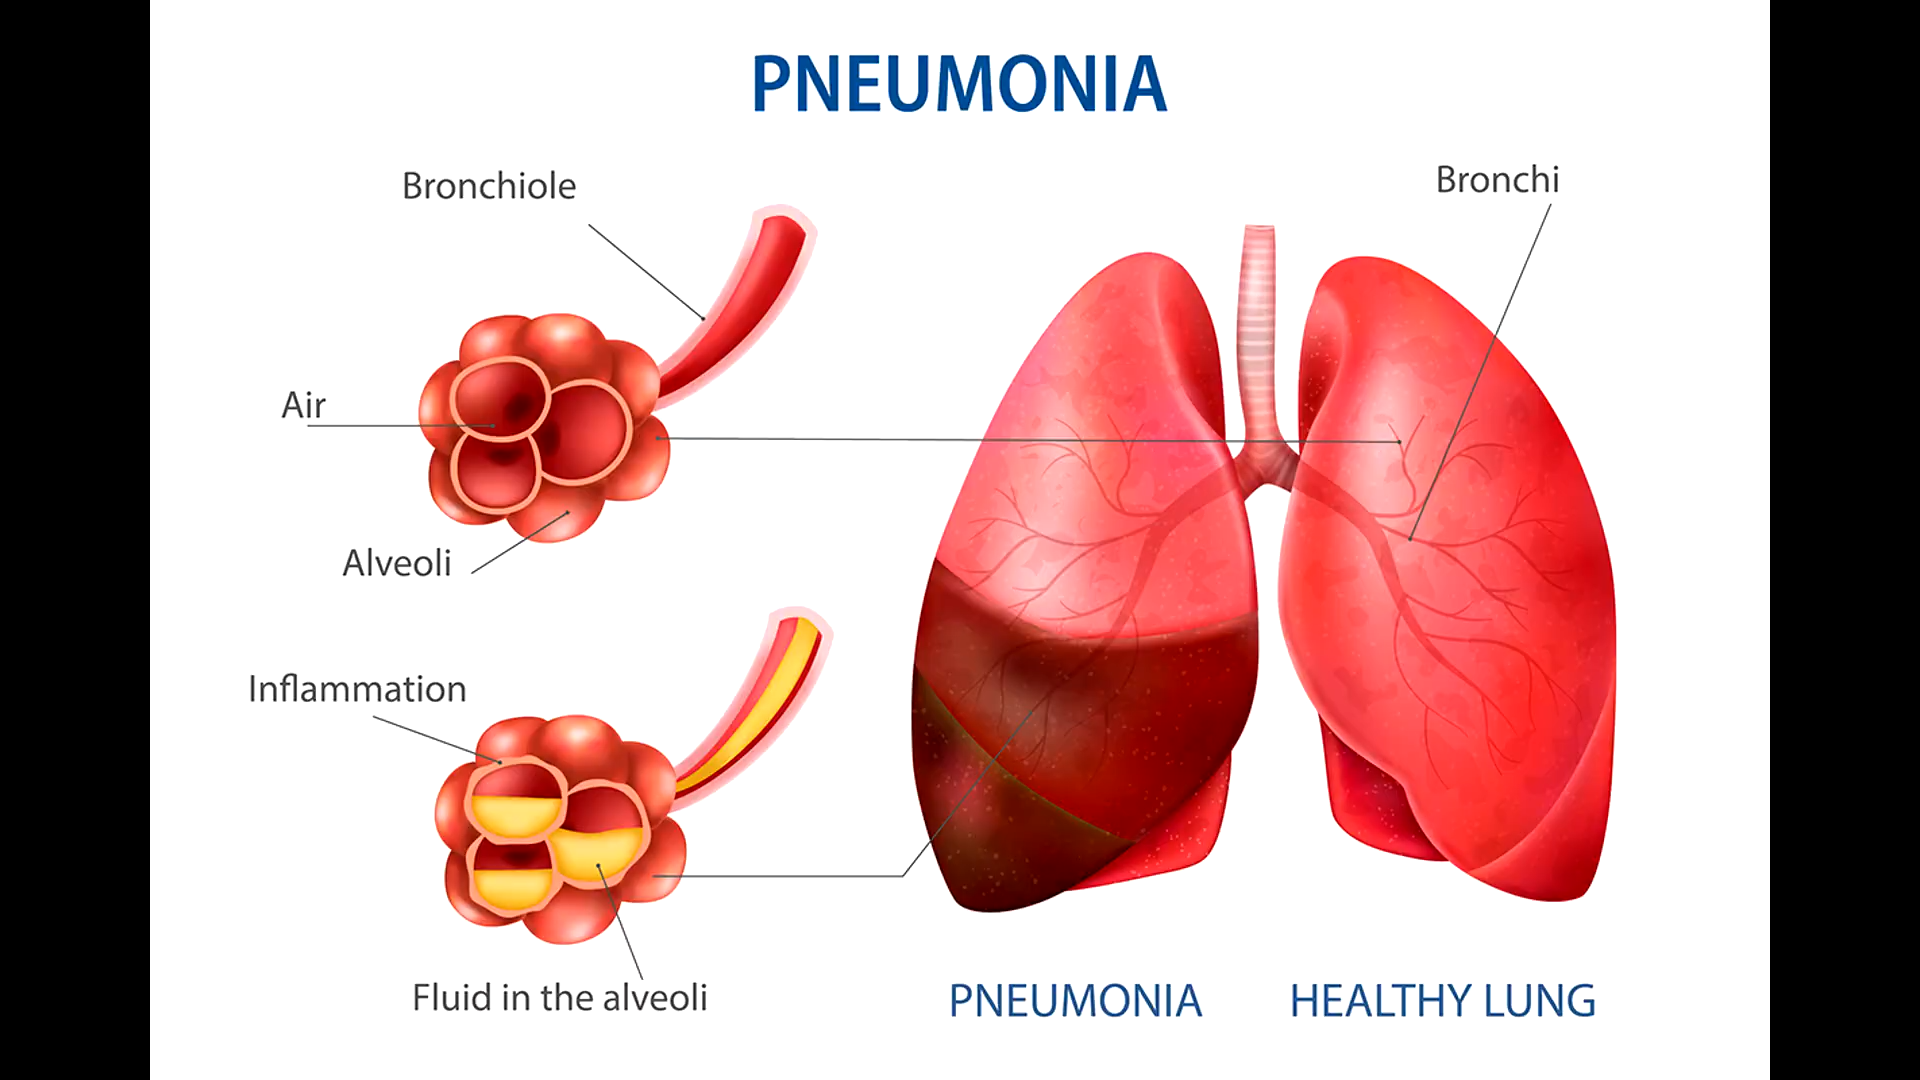 PNEUMONIA
Bronchiole
Bronchi
Air
Alveoli
Inflammation
Fluid in the alveoli
PNEUMONIA
HEALTHY LUNG